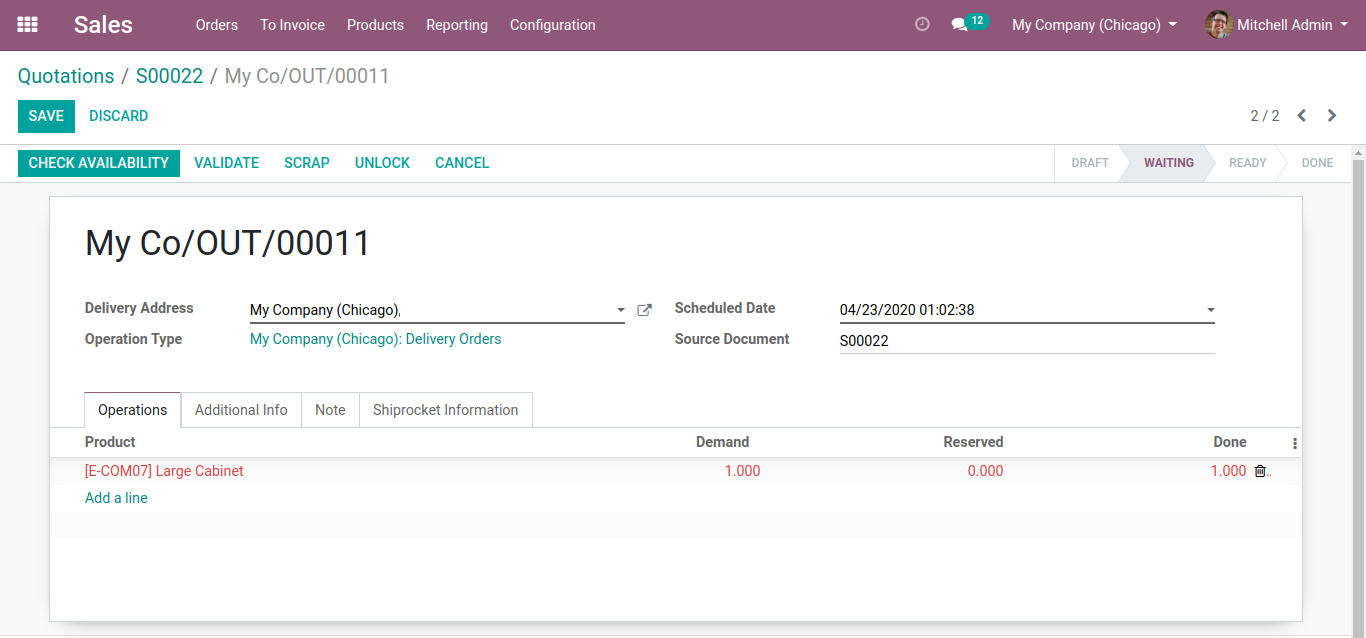 Sales Orders To Invoice Products Reporting Configuration 12 My Company (Chicago) Mitchell Admin
Quotations / S00022 / My Co/OUT/00011
SAVE DISCARD 2 / 2
CHECK AVAILABILITY VALIDATE SCRAP UNLOCK CANCEL DRAFT WAITING READY DONE
My Co/OUT/00011
Delivery Address My Company (Chicago), Scheduled Date 04/23/2020 01:02:38
Operation Type My Company (Chicago): Delivery Orders Source Document S00022
Operations Additional Info Note Shiprocket Information
Product Demand Reserved Done
[E-COM07] Large Cabinet 1.000 0.000 1.000
Add a line